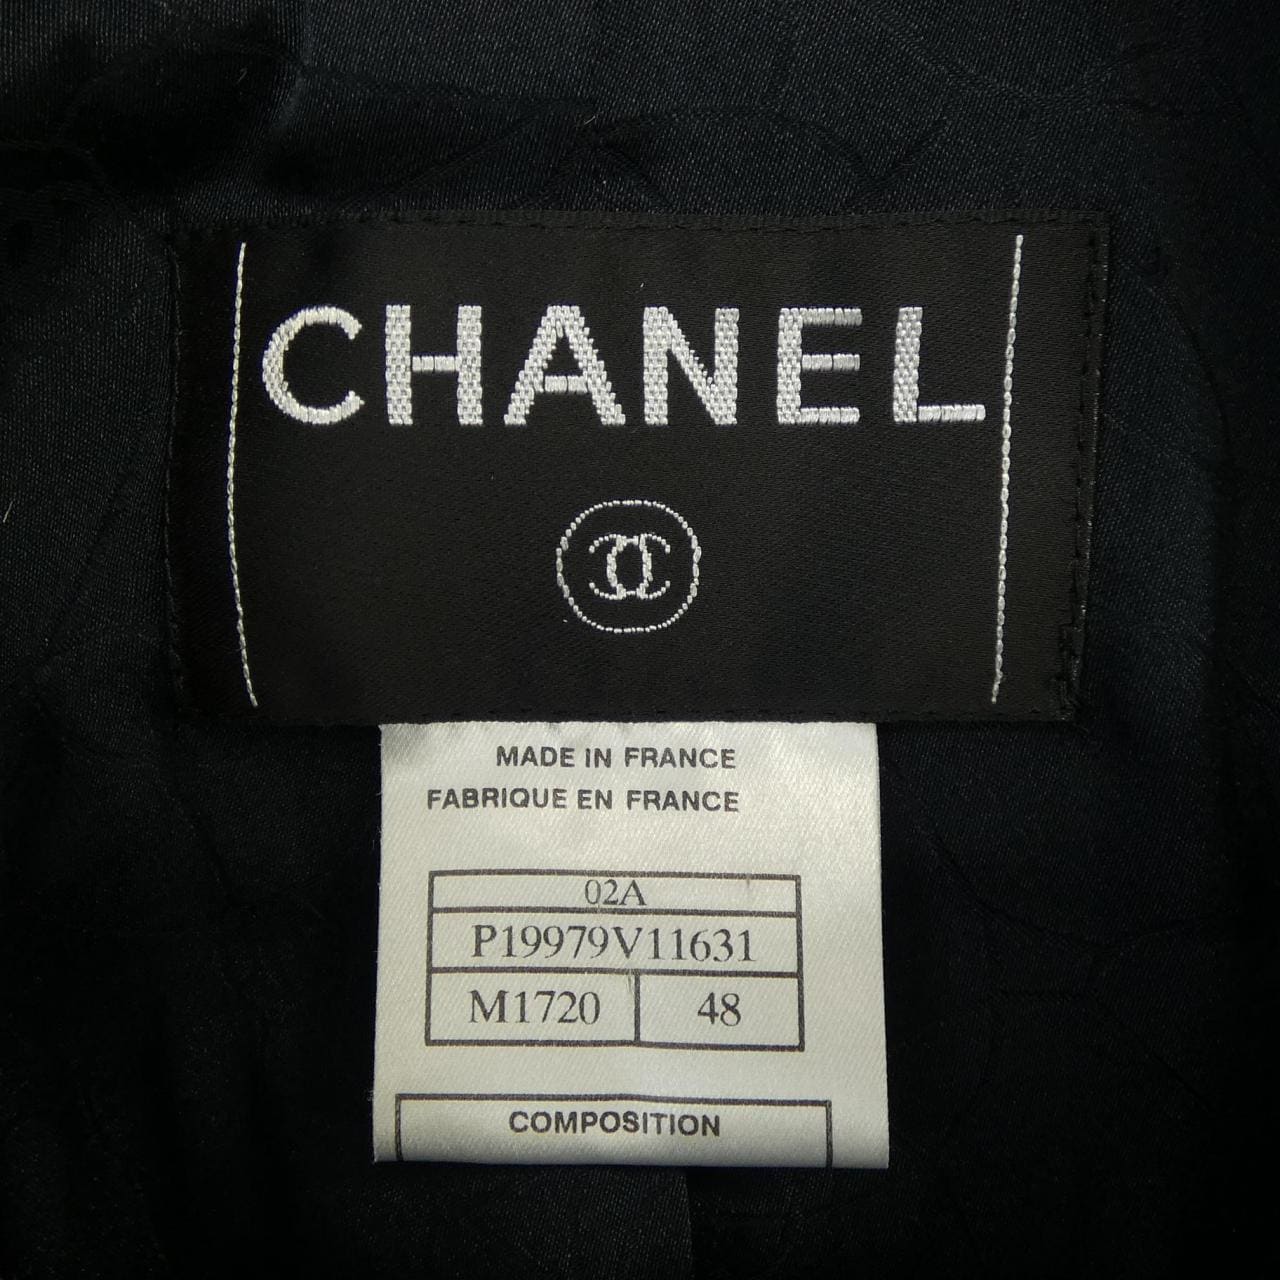 CHANEL
MADE IN FRANCE
FABRIQUE EN FRANCE
02A
P19979V11631
M1720 48
COMPOSITION